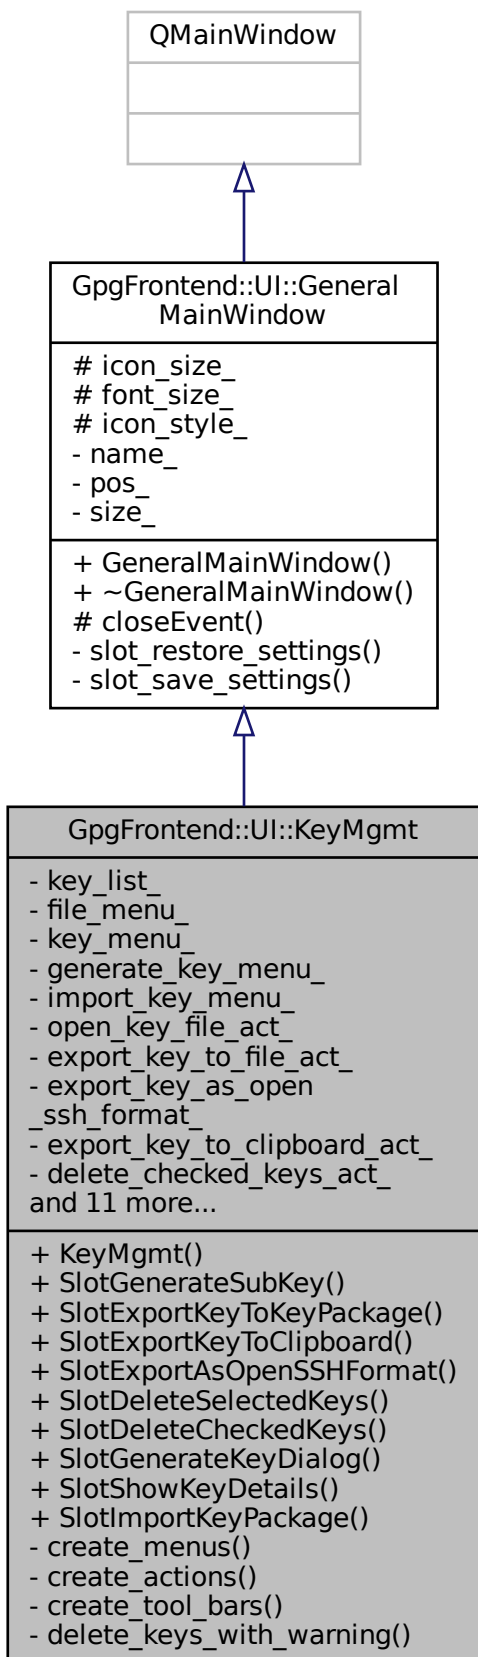 QMainWindow
GpgFrontend::UI::General
MainWindow
# icon_size_
# font_size_
# icon_style_
- name_
- pos_
- size_
+ GeneralMainWindow()
+ ~GeneralMainWindow()
# closeEvent()
- slot_restore_settings()
- slot_save_settings()
GpgFrontend::UI::KeyMgmt
- key_list_
- file_menu_
- key_menu_
- generate_key_menu_
- import_key_menu_
- open_key_file_act_
- export_key_to_file_act_
- export_key_as_open
_ssh_format_
- export_key_to_clipboard_act_
- delete_checked_keys_act_
and 11 more...
+ KeyMgmt()
+ SlotGenerateSubKey()
+ SlotExportKeyToKeyPackage()
+ SlotExportKeyToClipboard()
+ SlotExportAsOpenSSHFormat()
+ SlotDeleteSelectedKeys()
+ SlotDeleteCheckedKeys()
+ SlotGenerateKeyDialog()
+ SlotShowKeyDetails()
+ SlotImportKeyPackage()
- create_menus()
- create_actions()
- create_tool_bars()
- delete_keys_with_warning()